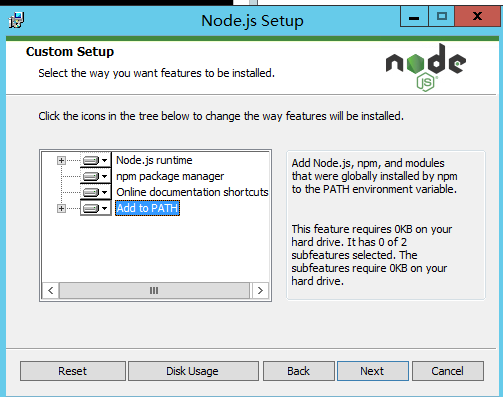 Node.js Setup
Custom Setup
Select the way you want features to be installed.
node
JS
Click the icons in the tree below to change the way features will be installed.
Node.js runtime
npm package manager
Online documentation shortcuts
Add to PATH
Add Node.js, npm, and modules
that were globally installed by npm
to the PATH environment variable.
This feature requires 0KB on your
hard drive. It has 0 of 2
subfeatures selected. The
subfeatures require 0KB on your
hard drive.
Reset
Disk Usage
Back
Next
Cancel